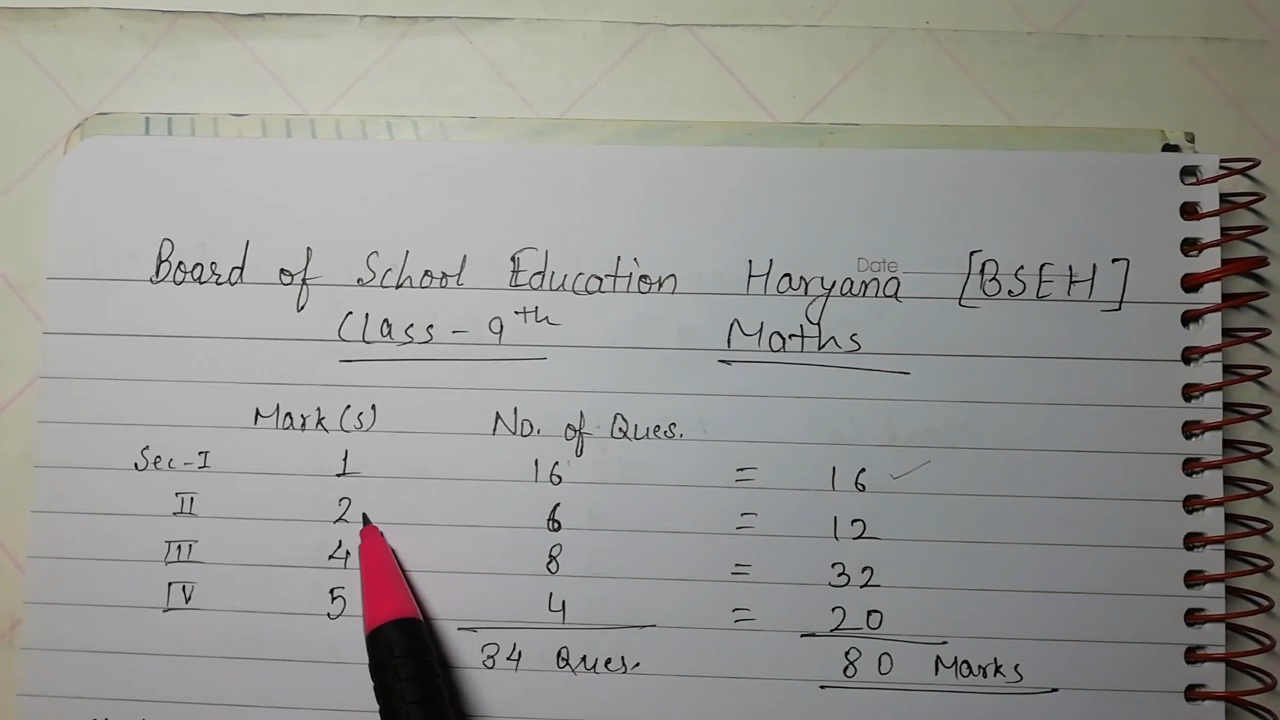 Board of School Education Haryana [BSEH]
Date
Class - 9th Maths
Mark(s) No. of Ques.
Sec-I 1 16 = 16 ✓
II 2 6 = 12
III 4 8 = 32
IV 5 4 = 20
34 Ques. 80 Marks